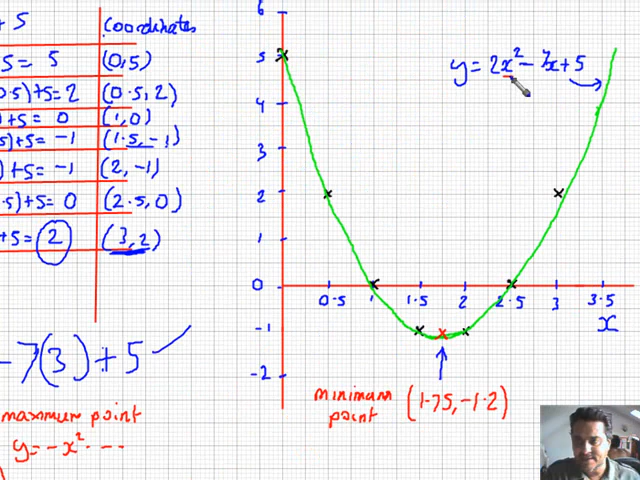 + 5
Coordinates
5 = 5 (0,5)
0.5)+5=2 (0.5,2)
)+5= 0 (1,0)
5)+5= -1 (1.5,-1)
)+5= -1 (2,-1)
.5)+5=0 (2.5,0)
+5= 2 (3,2)
-7(3)+5
maximum point
y=-x²---
6
5
4
3
2
1
0
-1
-2
0.5 1 1.5 2 2.5 3 3.5
x
y= 2x²-7x+5
minimum point (1.75,-1.2)